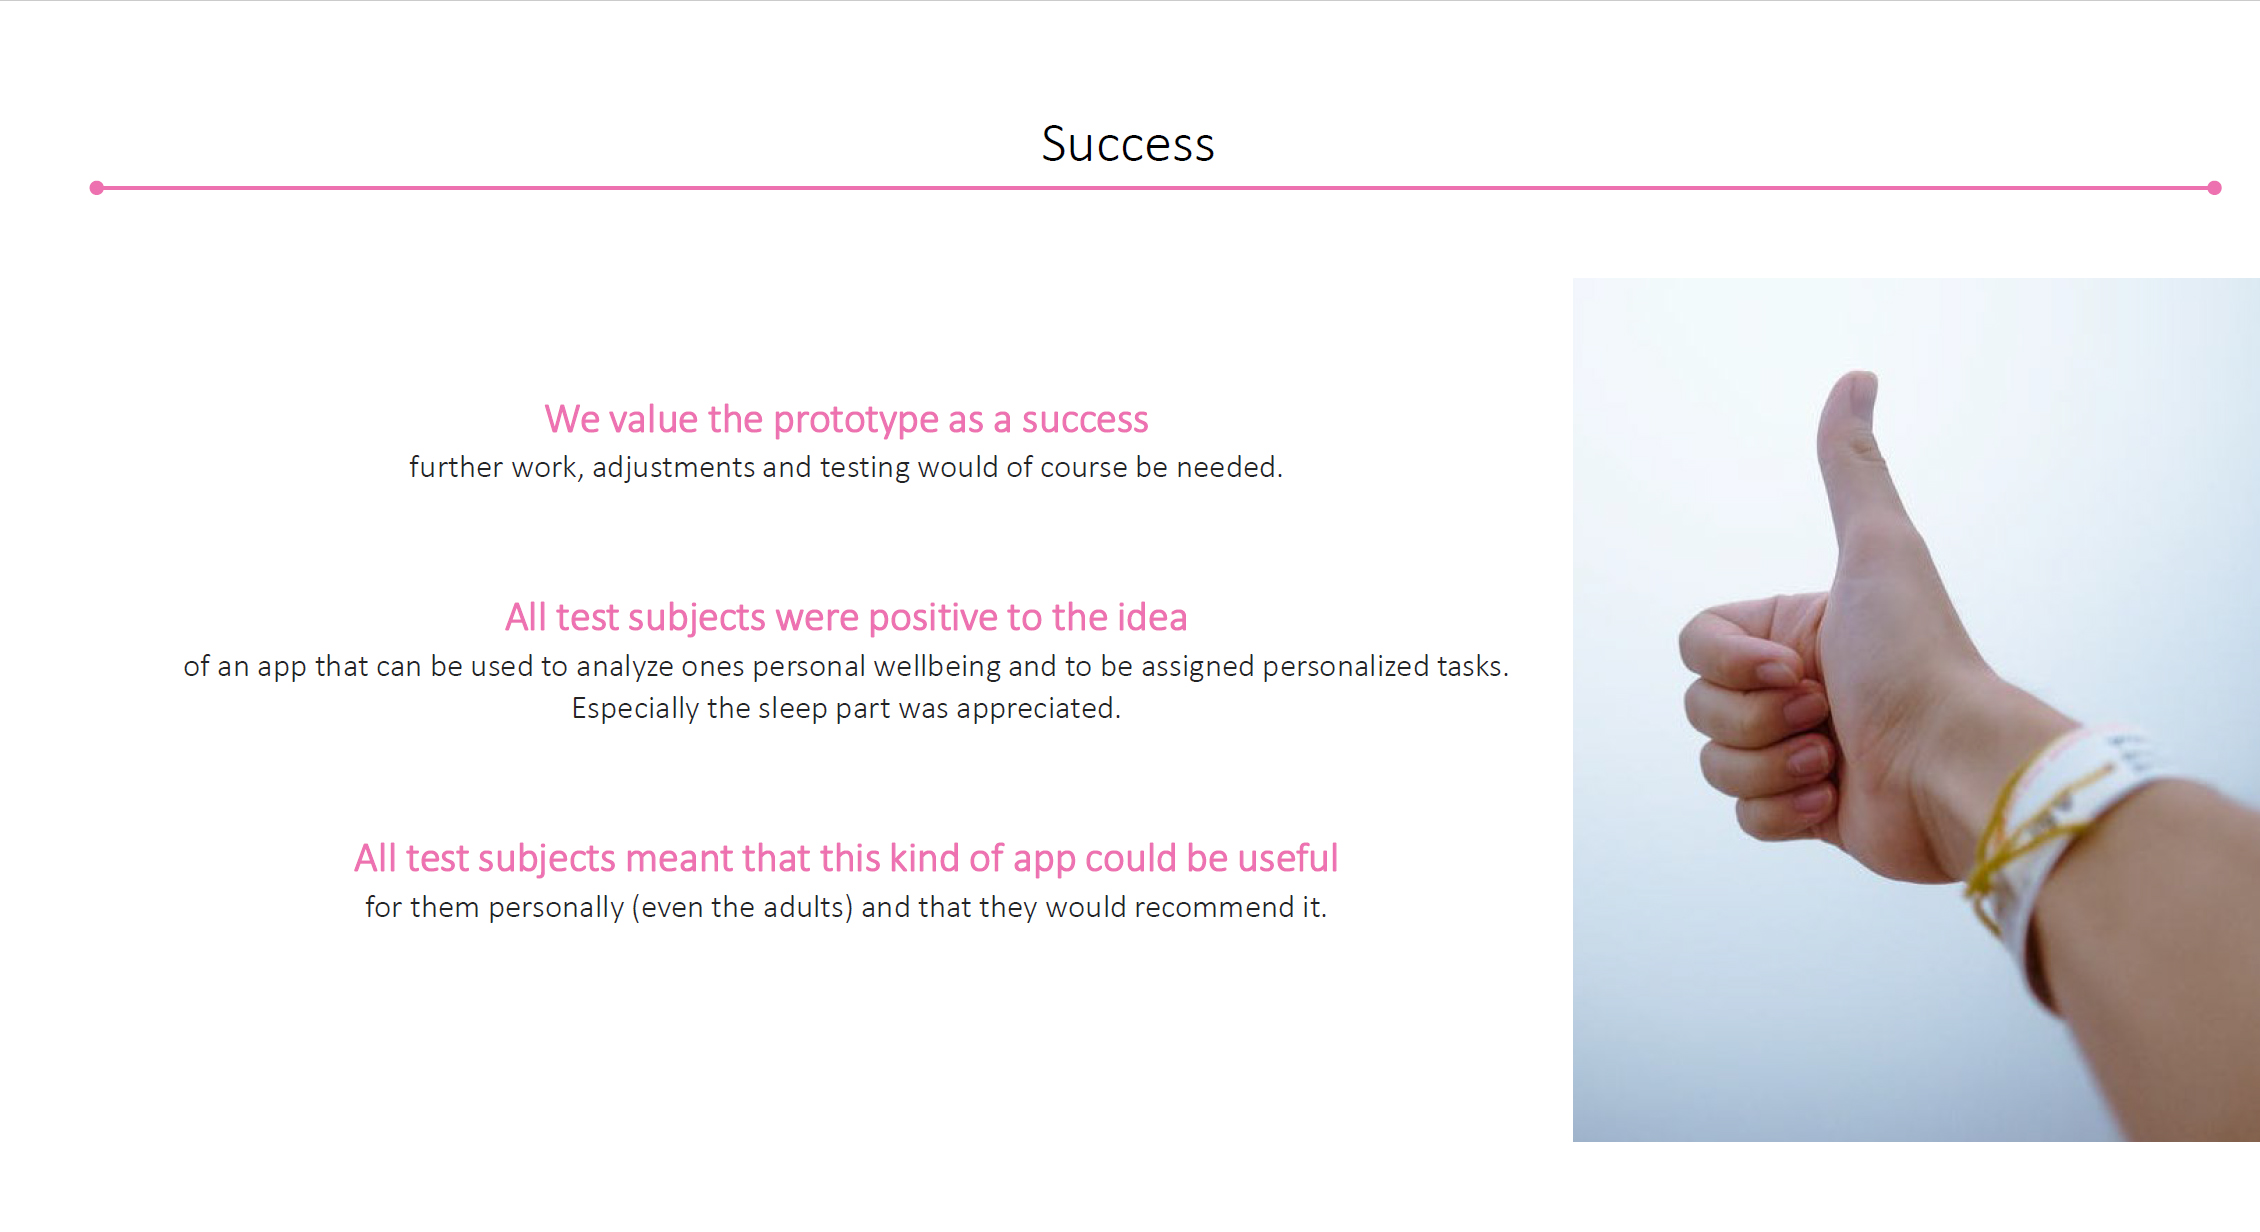 Success
We value the prototype as a success
further work, adjustments and testing would of course be needed.
All test subjects were positive to the idea
of an app that can be used to analyze ones personal wellbeing and to be assigned personalized tasks.
Especially the sleep part was appreciated.
All test subjects meant that this kind of app could be useful
for them personally (even the adults) and that they would recommend it.